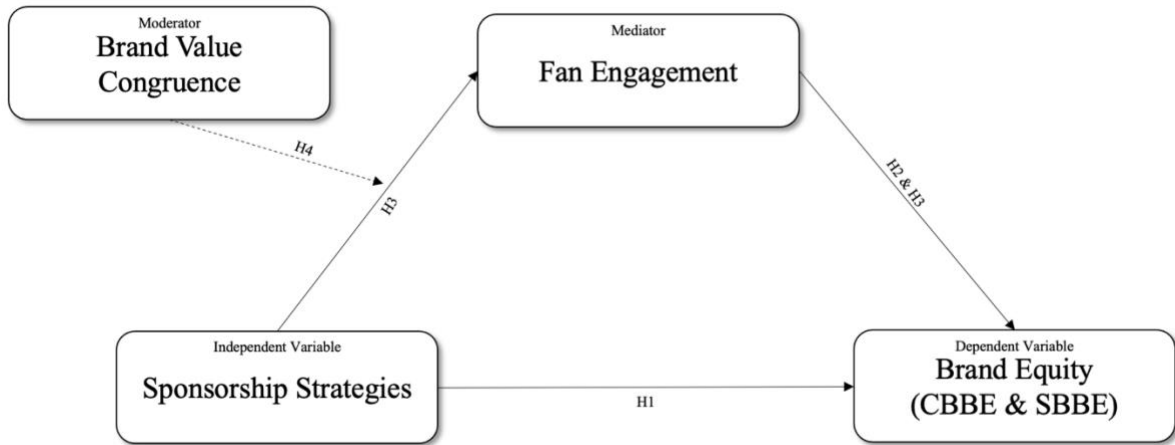 Moderator
Brand Value
Congruence
Mediator
Fan Engagement
H4
H3
H2 & H3
Independent Variable
Sponsorship Strategies
H1
Dependent Variable
Brand Equity
(CBBE & SBBE)